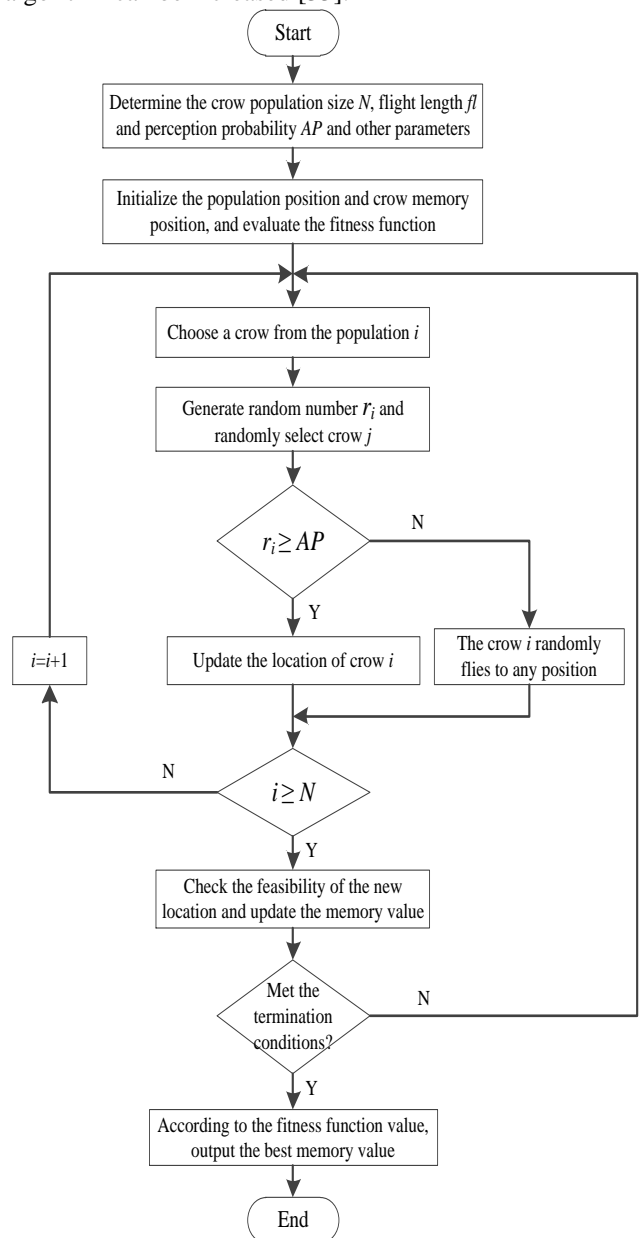 Start
Determine the crow population size N, flight length fl
and perception probability AP and other parameters
Initialize the population position and crow memory
position, and evaluate the fitness function
Choose a crow from the population i
Generate random number ri and
randomly select crow j
ri ≥ AP
N
Y
i=i+1
Update the location of crow i
The crow i randomly
flies to any position
N
i ≥ N
Y
Check the feasibility of the new
location and update the memory value
Met the
termination
conditions?
N
Y
According to the fitness function value,
output the best memory value
End